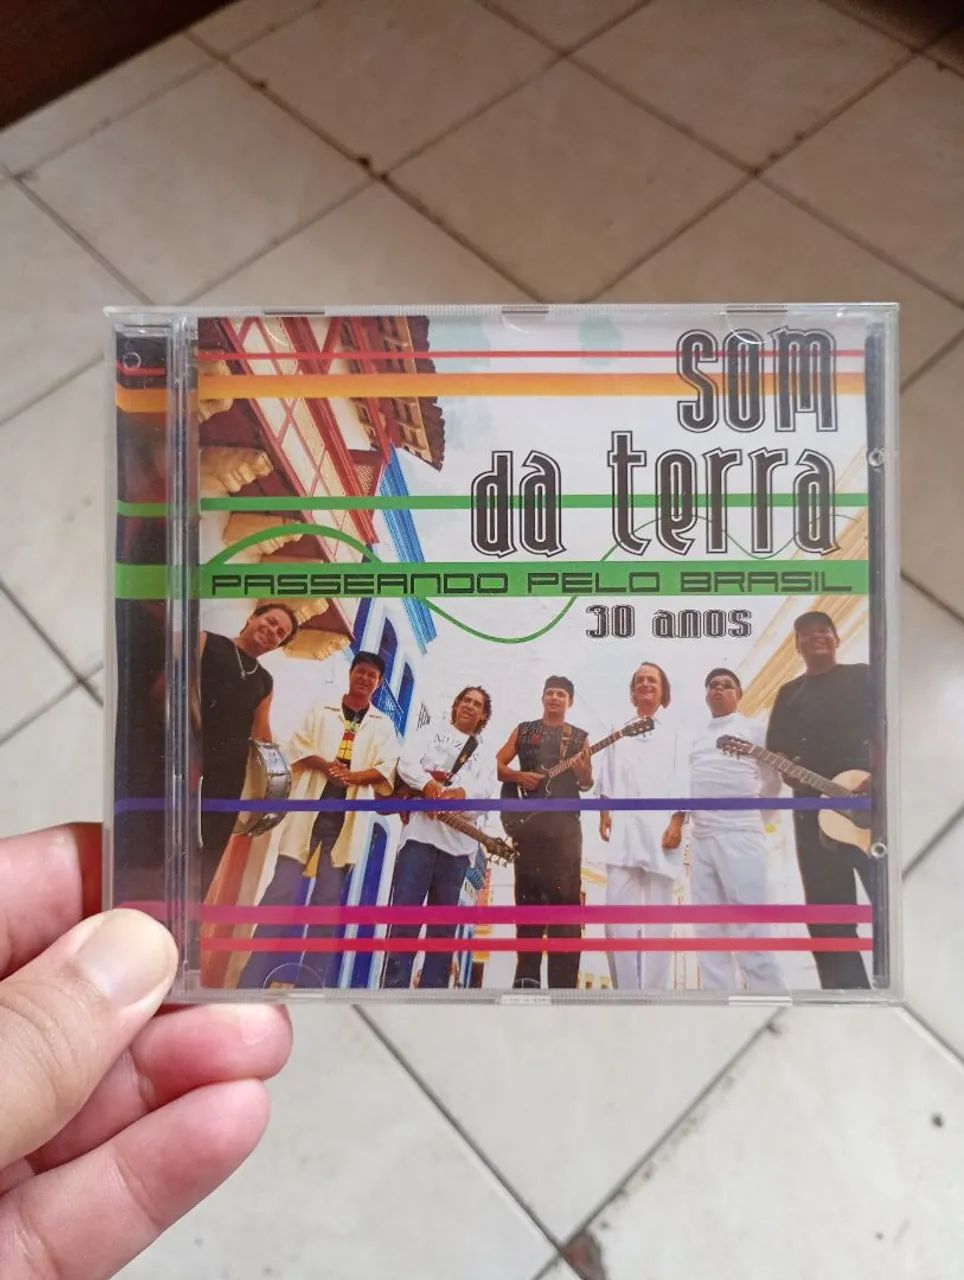 som
da terra
PASSEANDO PELO BRASIL
30 anos